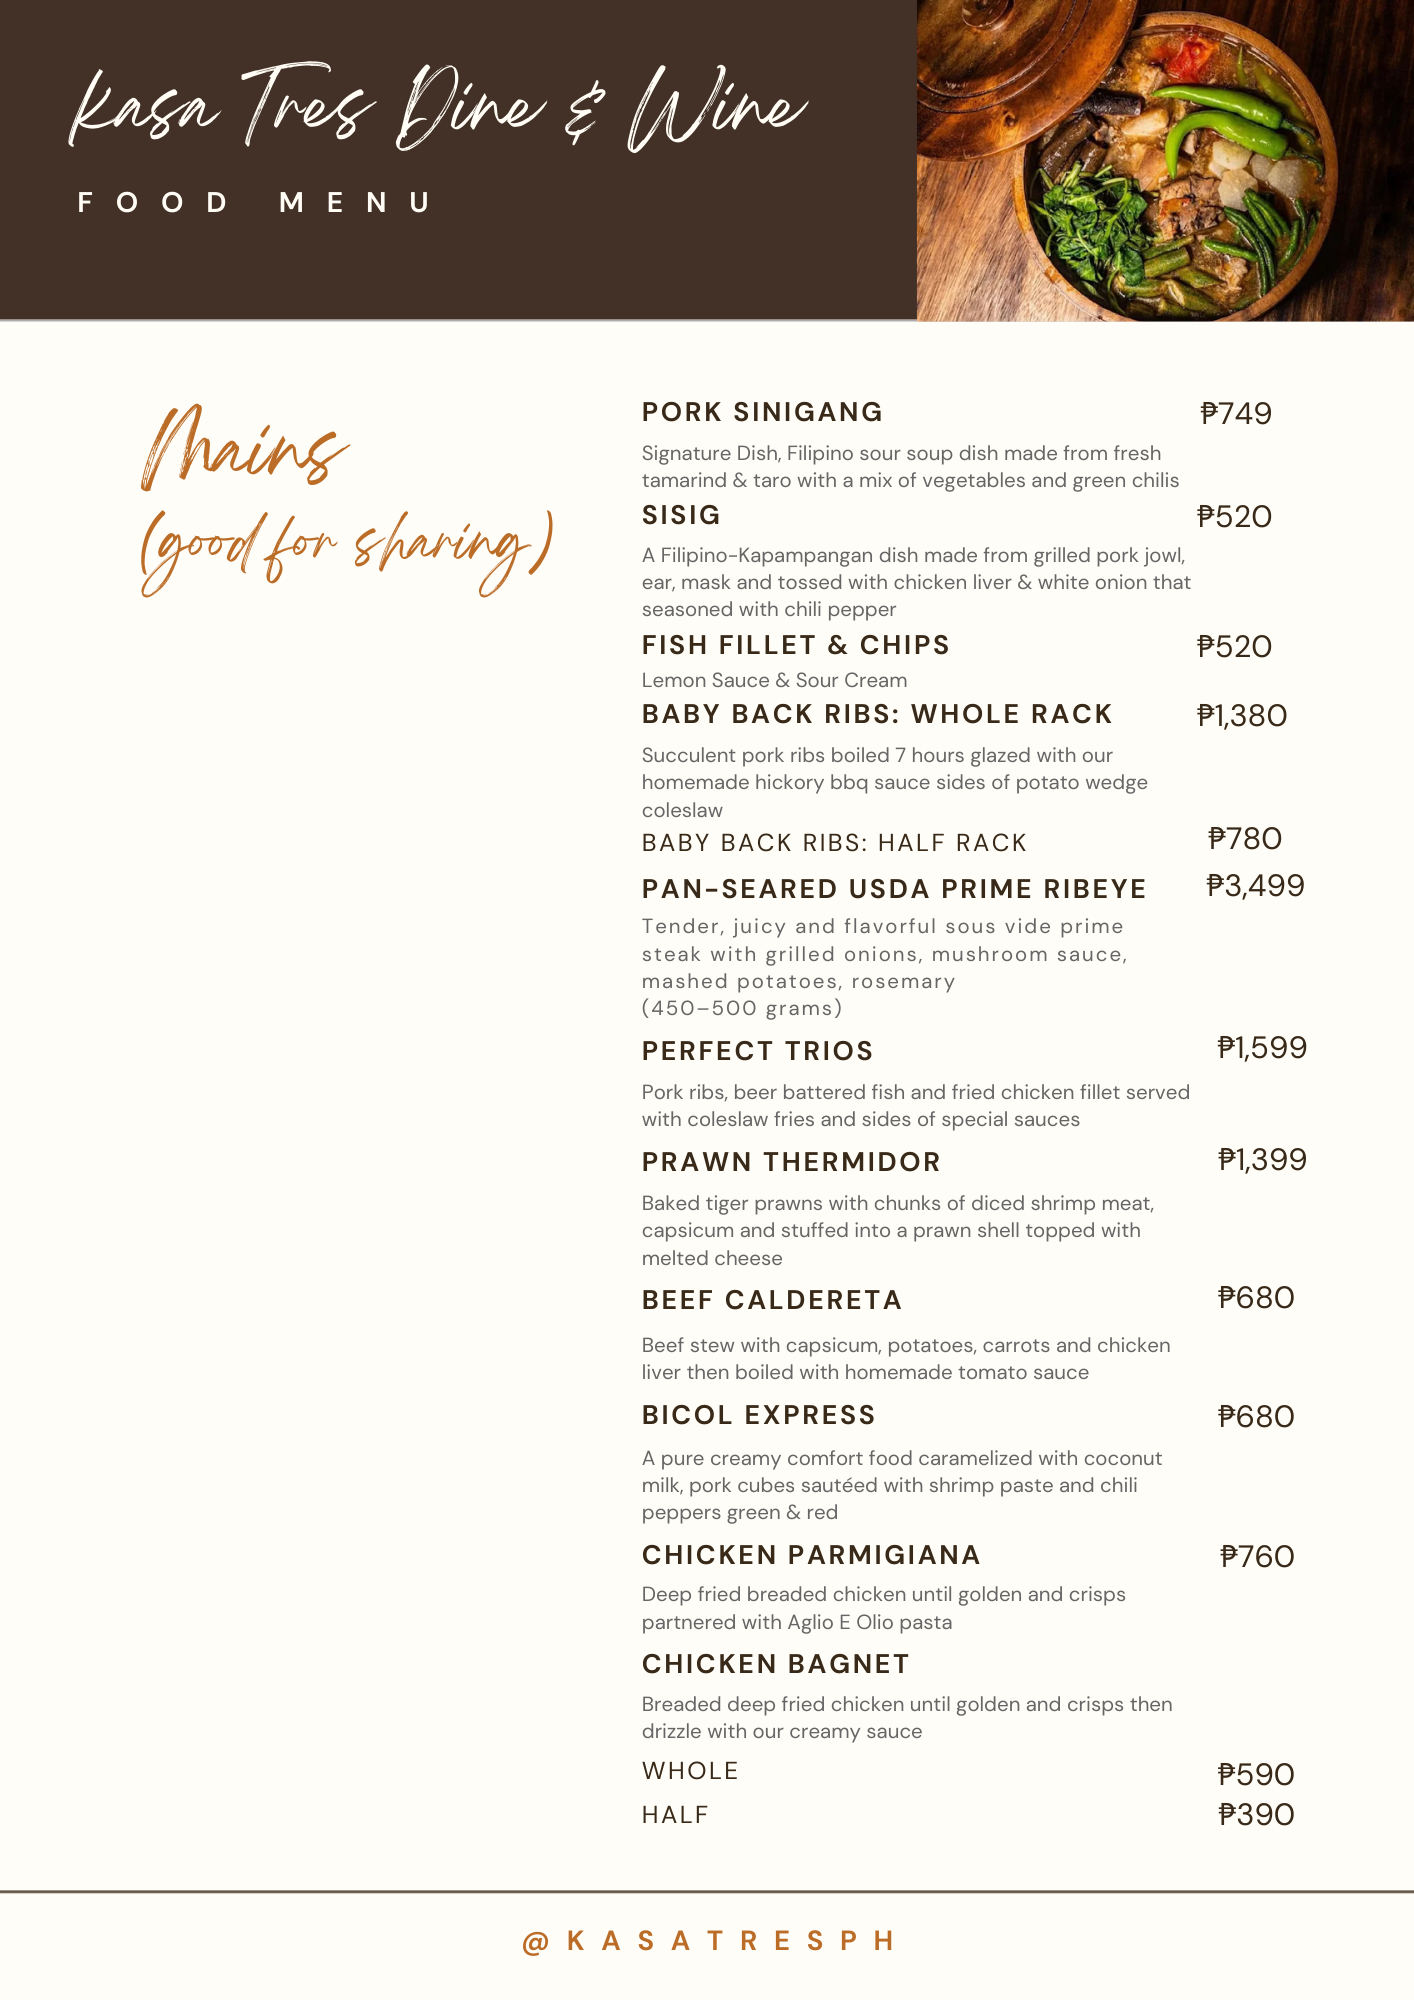 Kasa Tres Dine & Wine
FOOD MENU
Mains
(good for sharing)
PORK SINIGANG ₱749
Signature Dish, Filipino sour soup dish made from fresh
tamarind & taro with a mix of vegetables and green chilis
SISIG ₱520
A Filipino-Kapampangan dish made from grilled pork jowl,
ear, mask and tossed with chicken liver & white onion that
seasoned with chili pepper
FISH FILLET & CHIPS ₱520
Lemon Sauce & Sour Cream
BABY BACK RIBS: WHOLE RACK ₱1,380
Succulent pork ribs boiled 7 hours glazed with our
homemade hickory bbq sauce sides of potato wedge
coleslaw
BABY BACK RIBS: HALF RACK ₱780
PAN-SEARED USDA PRIME RIBEYE ₱3,499
Tender, juicy and flavorful sous vide prime
steak with grilled onions, mushroom sauce,
mashed potatoes, rosemary
(450–500 grams)
PERFECT TRIOS ₱1,599
Pork ribs, beer battered fish and fried chicken fillet served
with coleslaw fries and sides of special sauces
PRAWN THERMIDOR ₱1,399
Baked tiger prawns with chunks of diced shrimp meat,
capsicum and stuffed into a prawn shell topped with
melted cheese
BEEF CALDERETA ₱680
Beef stew with capsicum, potatoes, carrots and chicken
liver then boiled with homemade tomato sauce
BICOL EXPRESS ₱680
A pure creamy comfort food caramelized with coconut
milk, pork cubes sautéed with shrimp paste and chili
peppers green & red
CHICKEN PARMIGIANA ₱760
Deep fried breaded chicken until golden and crisps
partnered with Aglio E Olio pasta
CHICKEN BAGNET
Breaded deep fried chicken until golden and crisps then
drizzle with our creamy sauce
WHOLE ₱590
HALF ₱390
@KASATRESPH